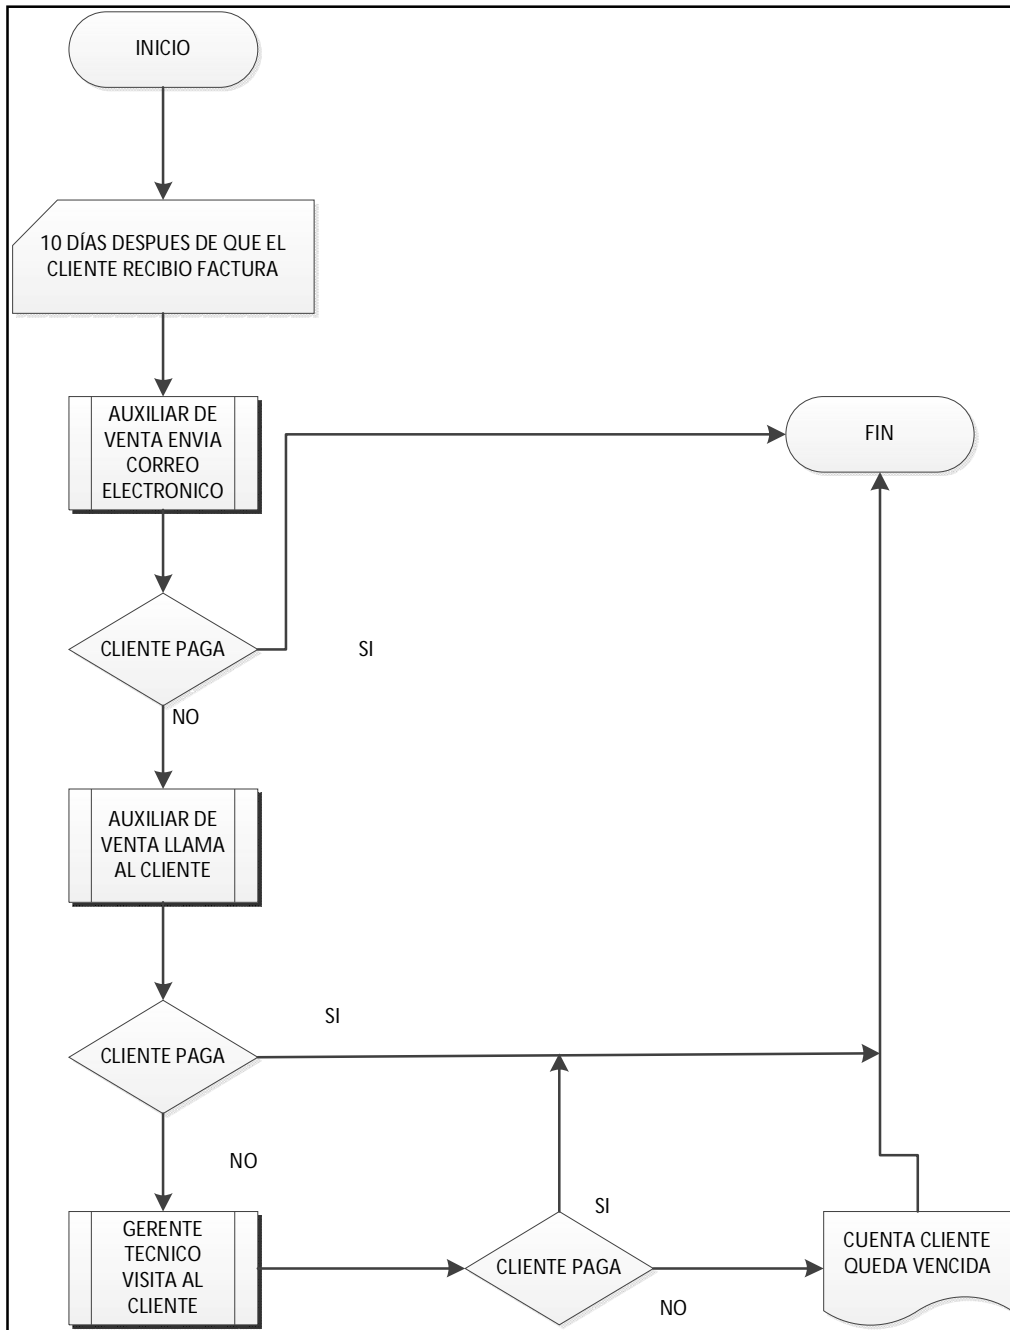 INICIO
10 DÍAS DESPUES DE QUE EL
CLIENTE RECIBIO FACTURA
AUXILIAR DE
VENTA ENVIA
CORREO
ELECTRONICO
FIN
CLIENTE PAGA
SI
NO
AUXILIAR DE
VENTA LLAMA
AL CLIENTE
SI
CLIENTE PAGA
NO
GERENTE
TECNICO
VISITA AL
CLIENTE
SI
CLIENTE PAGA
NO
CUENTA CLIENTE
QUEDA VENCIDA